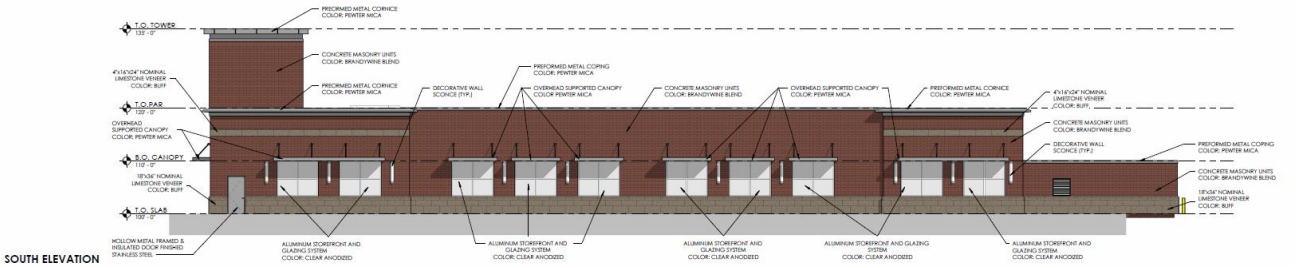 PREFORMED METAL CORNICE
COLOR: PEWTER MICA
T.O. TOWER
135' - 0"
CONCRETE MASONRY UNITS
COLOR: BRANDYWINE BLEND
4"x16"x24" NOMINAL
LIMESTONE VENEER
COLOR: BUFF
PREFORMED METAL CORNICE
COLOR: PEWTER MICA
DECORATIVE WALL
SCONCE (TYP.)
PREFORMED METAL COPING
COLOR: PEWTER MICA
OVERHEAD SUPPORTED CANOPY
COLOR PEWTER MICA
CONCRETE MASONRY UNITS
COLOR: BRANDYWINE BLEND
OVERHEAD SUPPORTED CANOPY
COLOR: PEWTER MICA
PREFORMED METAL CORNICE
COLOR: PEWTER MICA
4"x16"x24" NOMINAL
LIMESTONE VENEER
COLOR: BUFF
T.O.PAR
120' - 0"
OVERHEAD
SUPPORTED CANOPY
COLOR: PEWTER MICA
CONCRETE MASONRY UNITS
COLOR: BRANDYWINE BLEND
DECORATIVE WALL
SCONCE (TYP.)
PREFORMED METAL COPING
COLOR: PEWTER MICA
B.O. CANOPY
110' - 0"
18"x36" NOMINAL
LIMESTONE VENEER
COLOR: BUFF
CONCRETE MASONRY UNITS
COLOR: BRANDYWINE BLEND
18"x36" NOMINAL
LIMESTONE VENEER
COLOR: BUFF
T.O. SLAB
100' - 0"
HOLLOW METAL FRAMED &
INSULATED DOOR FINISHED
STAINLESS STEEL
ALUMINUM STOREFRONT AND
GLAZING SYSTEM
COLOR: CLEAR ANODIZED
ALUMINUM STOREFRONT AND
GLAZING SYSTEM
COLOR: CLEAR ANODIZED
ALUMINUM STOREFRONT AND
GLAZING SYSTEM
COLOR: CLEAR ANODIZED
ALUMINUM STOREFRONT AND GLAZING
SYSTEM
COLOR: CLEAR ANODIZED
ALUMINUM STOREFRONT AND
GLAZING SYSTEM
COLOR: CLEAR ANODIZED
SOUTH ELEVATION